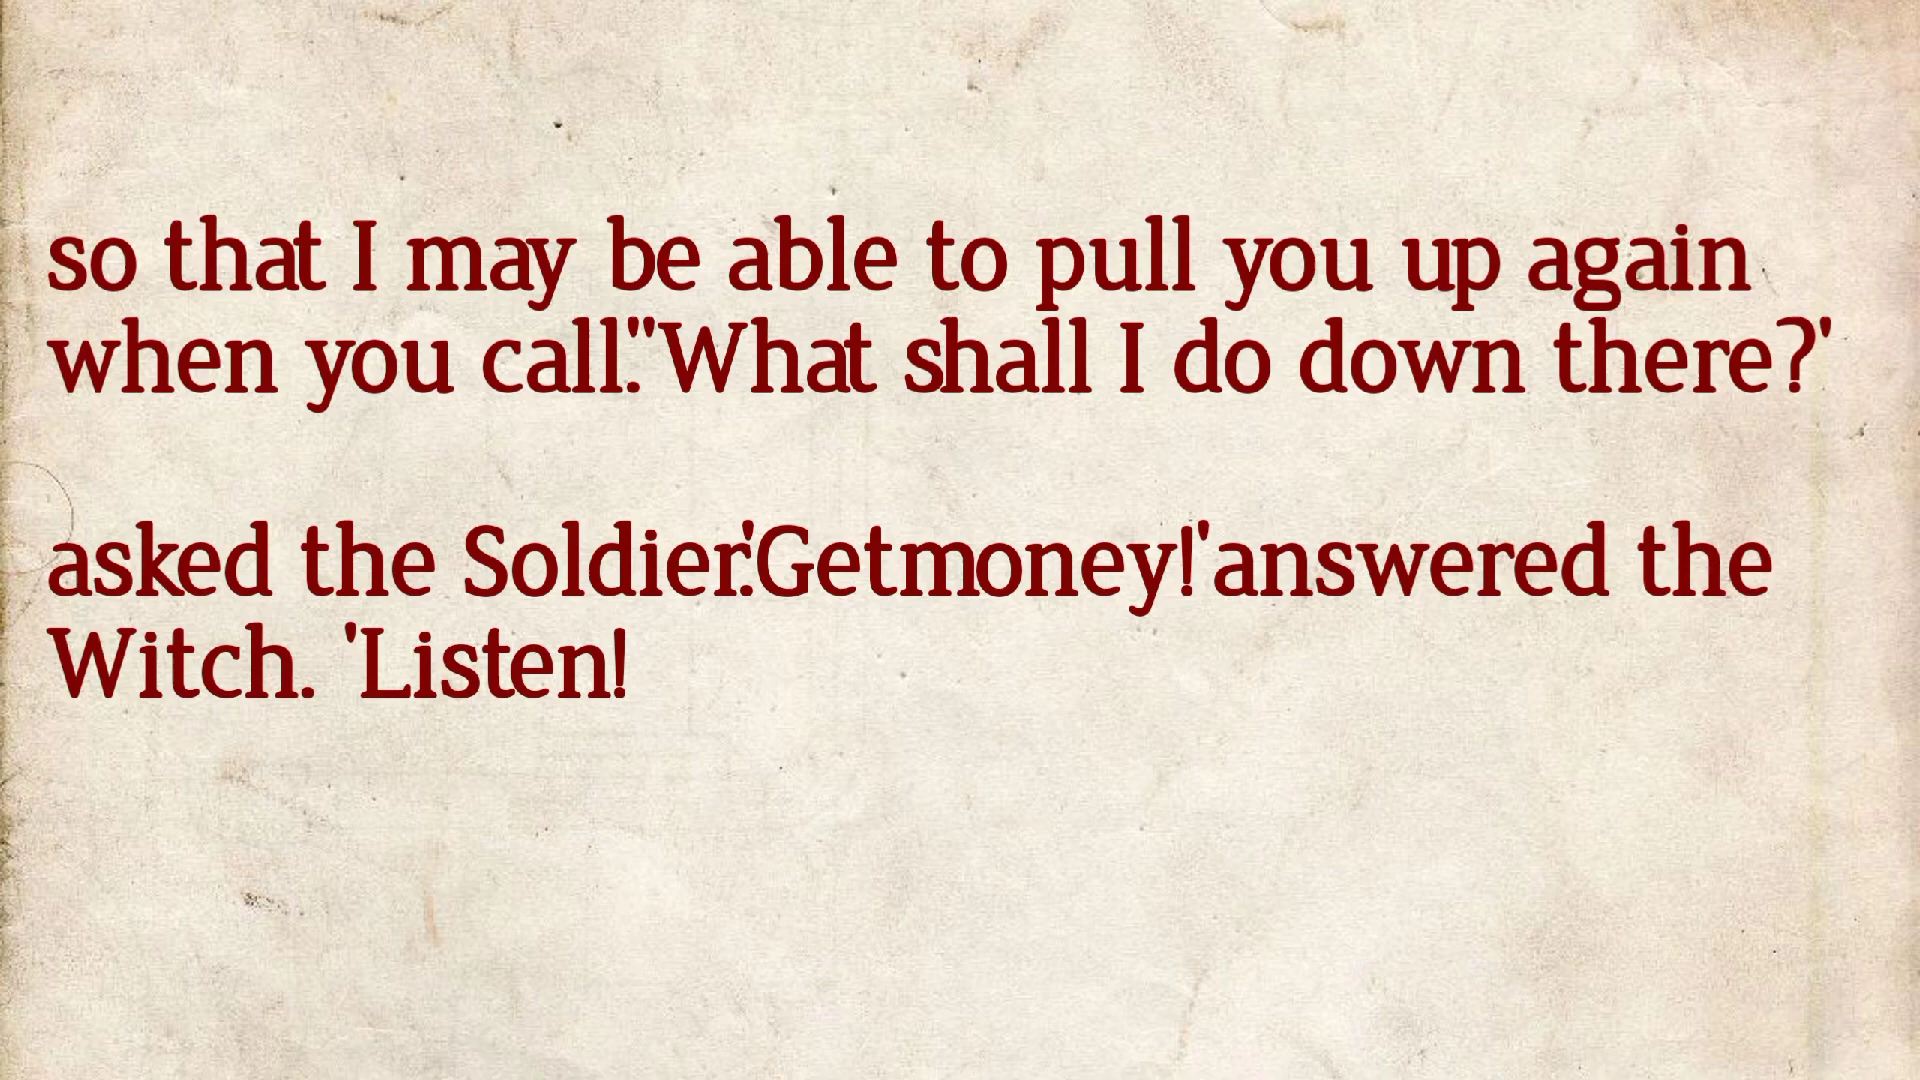 so that I may be able to pull you up again
when you call.''What shall I do down there?'
asked the Soldier.'Getmoney!'answered the
Witch. 'Listen!